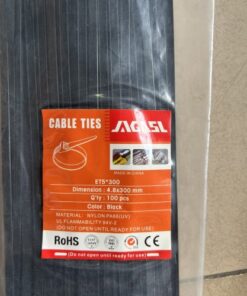 CABLE TIES
JAGLSL
MADE IN CHINA
ET5*300
Dimension : 4.8x300 mm
Q'ty : 100 pcs
Color : Black
MATERIAL : NYLON PA66(UV)
UL FLAMMABILITY 94V-2
(DO NOT OPEN UNTIL READY FOR USE)
RoHS
CE
(Do not open until ready for use)